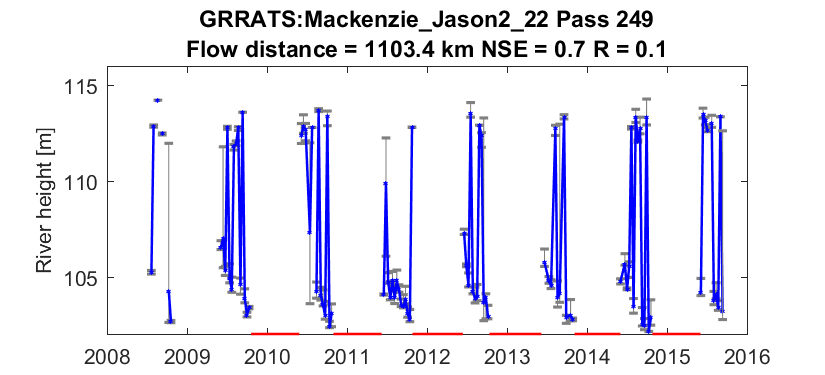 GRRATS:Mackenzie_Jason2_22 Pass 249
Flow distance = 1103.4 km NSE = 0.7 R = 0.1
River height [m]
115
110
105
2008 2009 2010 2011 2012 2013 2014 2015 2016